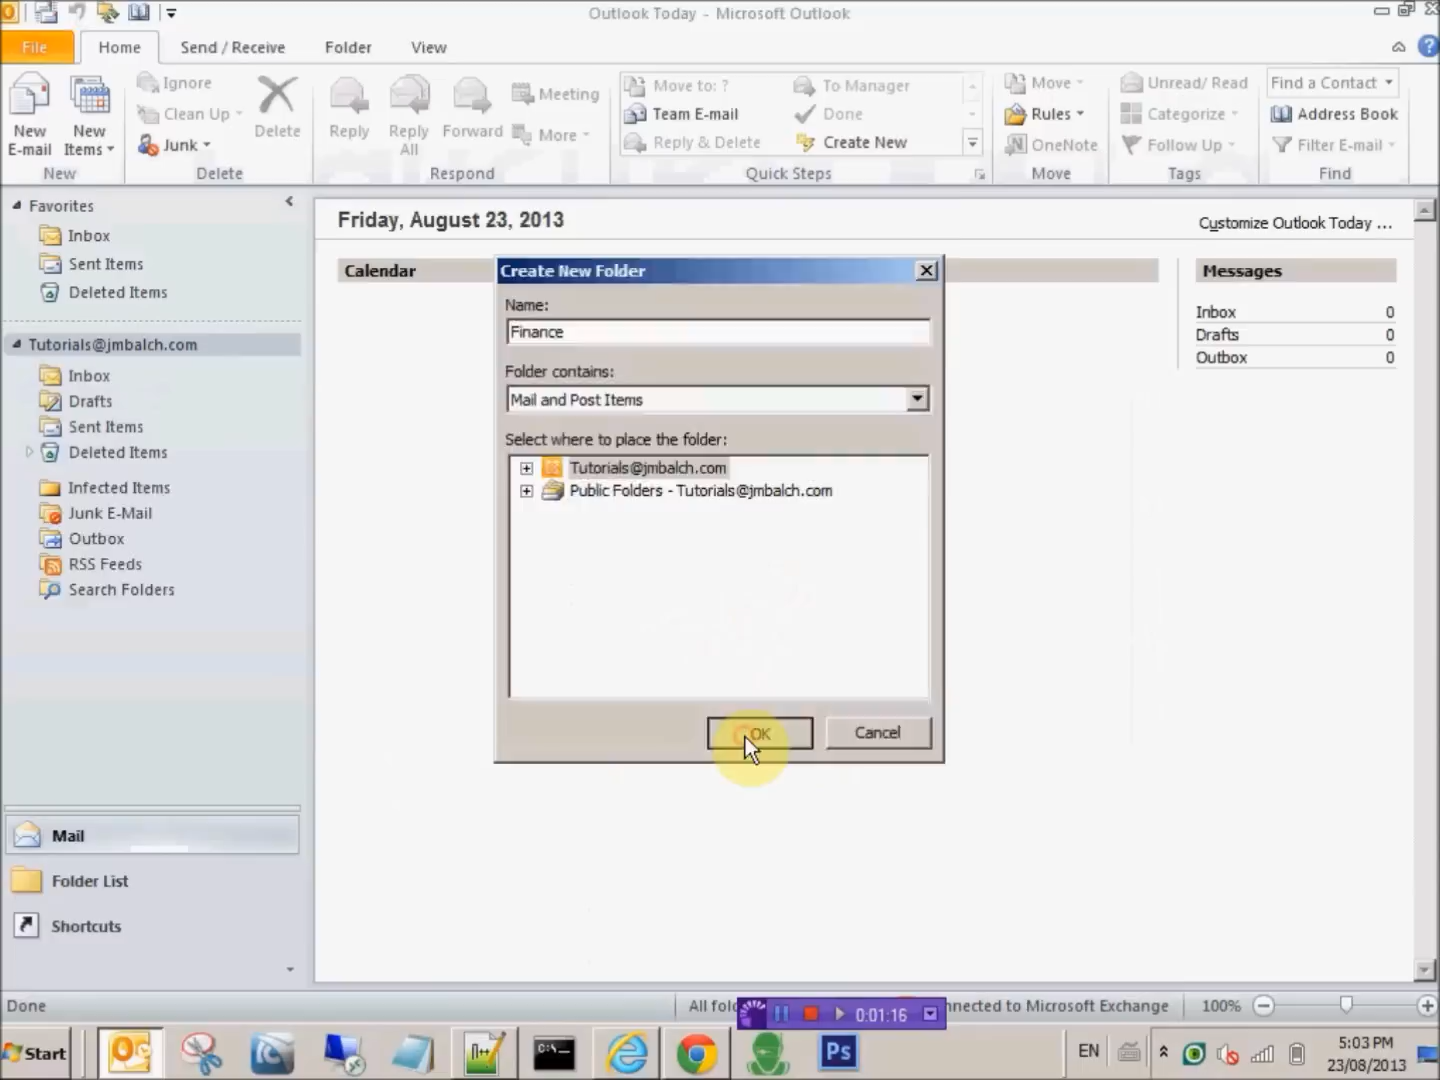 Outlook Today - Microsoft Outlook
File Home Send / Receive Folder View
New E-mail
New Items
Ignore
Clean Up
Junk
Delete
Reply
Reply All
Forward
Meeting
More
Move to: ?
Team E-mail
Reply & Delete
To Manager
Done
Create New
Move
Rules
OneNote
Unread/ Read
Categorize
Follow Up
Find a Contact
Address Book
Filter E-mail
New Delete Respond Quick Steps Move Tags Find
Favorites
Inbox
Sent Items
Deleted Items
Tutorials@jmbalch.com
Inbox
Drafts
Sent Items
Deleted Items
Infected Items
Junk E-Mail
Outbox
RSS Feeds
Search Folders
Mail
Folder List
Shortcuts
Friday, August 23, 2013
Customize Outlook Today ...
Calendar
Messages
Inbox 0
Drafts 0
Outbox 0
Create New Folder
Name:
Finance
Folder contains:
Mail and Post Items
Select where to place the folder:
Tutorials@jmbalch.com
Public Folders - Tutorials@jmbalch.com
OK Cancel
Done
All fol
0:01:16
nnected to Microsoft Exchange
100%
Start
C:\
Ps
EN
5:03 PM
23/08/2013